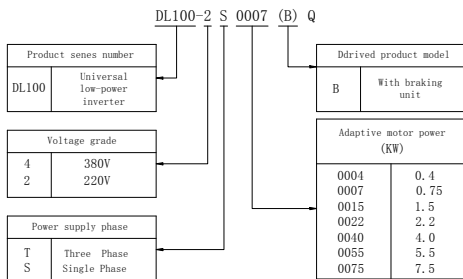 DL100-2 S 0007 (B) Q
Product senes number
DL100 Universal
low-power
inverter
Voltage grade
4 380V
2 220V
Power supply phase
T Three Phase
S Single Phase
Ddrived product model
B With braking
unit
Adaptive motor power
(KW)
0004 0.4
0007 0.75
0015 1.5
0022 2.2
0040 4.0
0055 5.5
0075 7.5